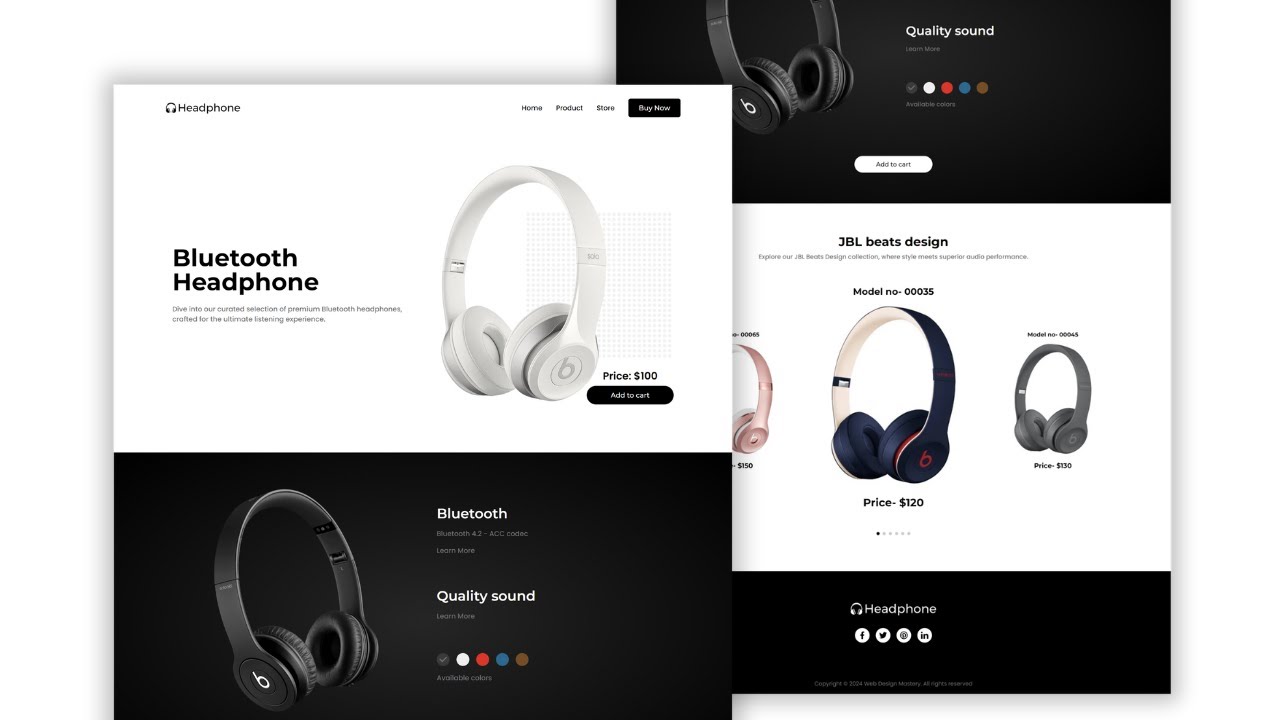 Headphone
Home
Product
Store
Buy Now
Bluetooth
Headphone
Dive into our curated selection of premium Bluetooth headphones,
crafted for the ultimate listening experience.
solo
Price: $100
Add to cart
Bluetooth
Bluetooth 4.2 - ACC codec
Learn More
Quality sound
Learn More
Available colors
Quality sound
Learn More
Available colors
Add to cart
JBL beats design
Explore our JBL Beats Design collection, where style meets superior audio performance.
Model no- 00035
Price- $120
o- 00065
- $150
Model no- 00045
Price- $130
Headphone
Copyright © 2024 Web Design Mastery. All rights reserved